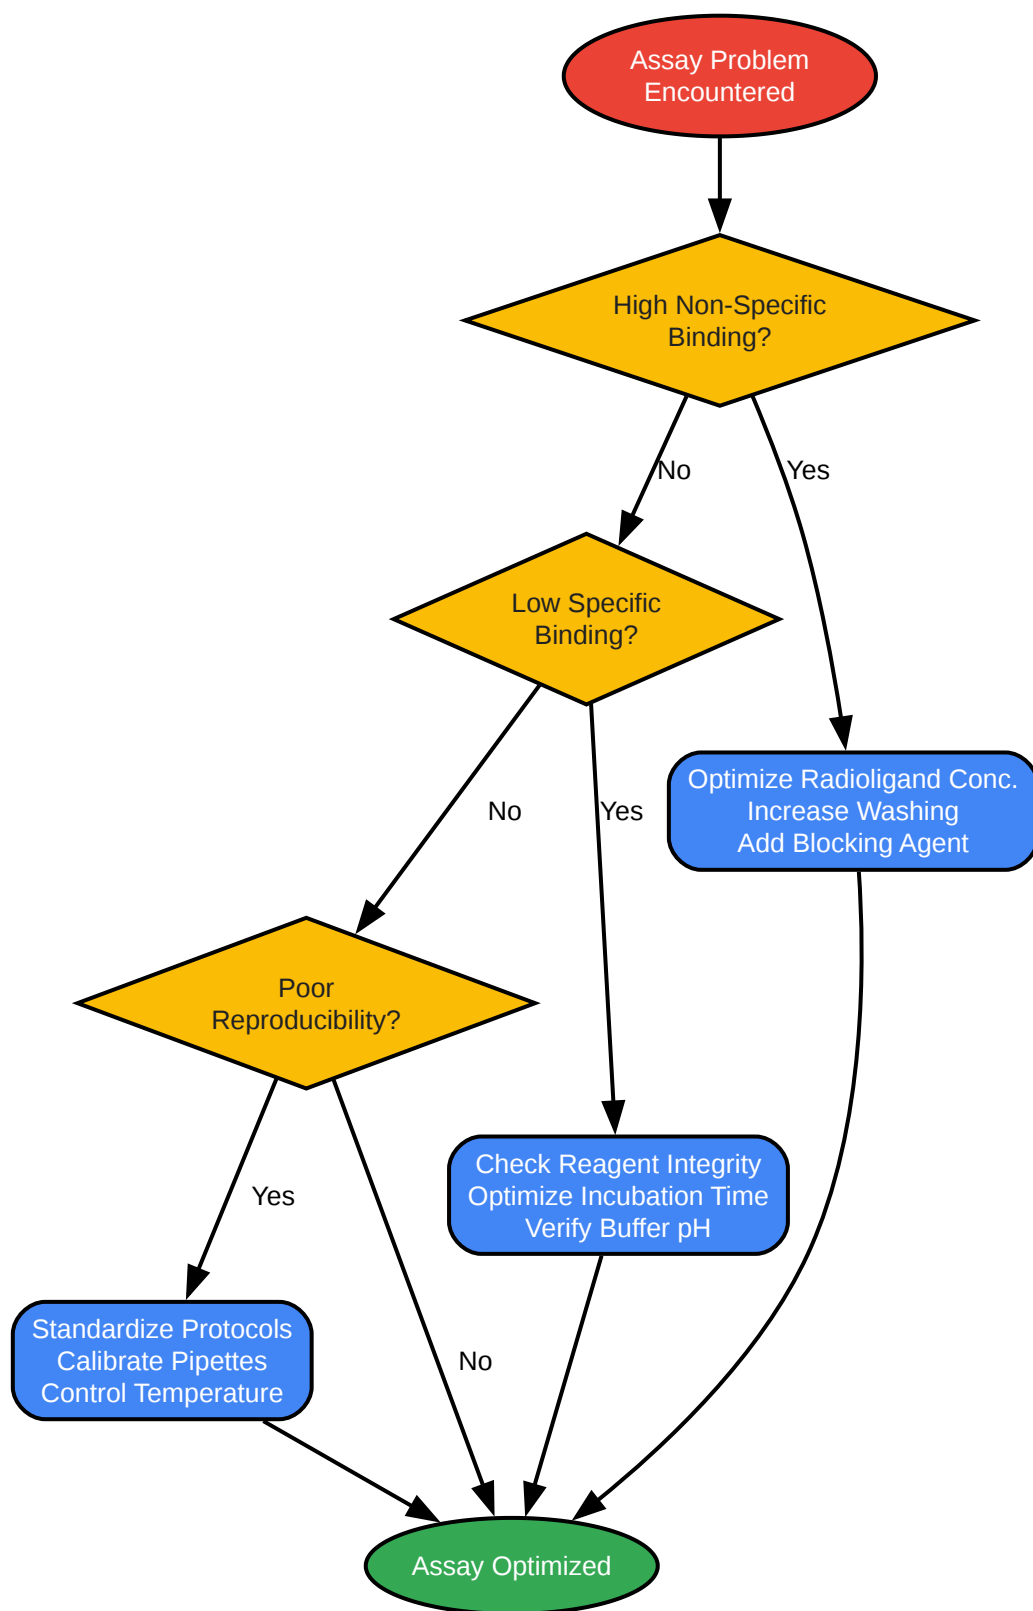 Assay Problem
Encountered
High Non-Specific
Binding?
No
Yes
Low Specific
Binding?
No
Yes
Optimize Radioligand Conc.
Increase Washing
Add Blocking Agent
Poor
Reproducibility?
Yes
No
Check Reagent Integrity
Optimize Incubation Time
Verify Buffer pH
Standardize Protocols
Calibrate Pipettes
Control Temperature
Assay Optimized